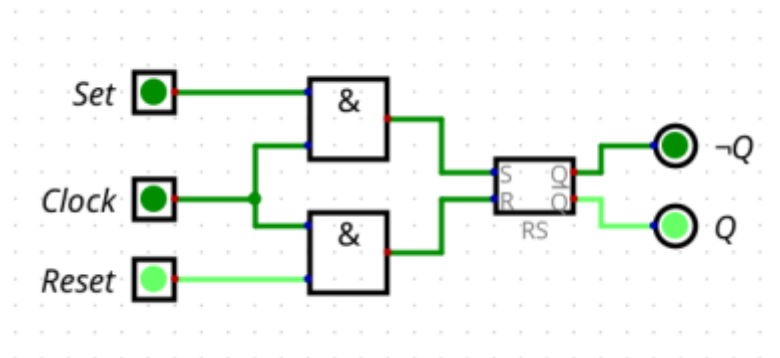 Set
&
Clock
&
Reset
S Q
R Q̅
RS
¬Q
Q